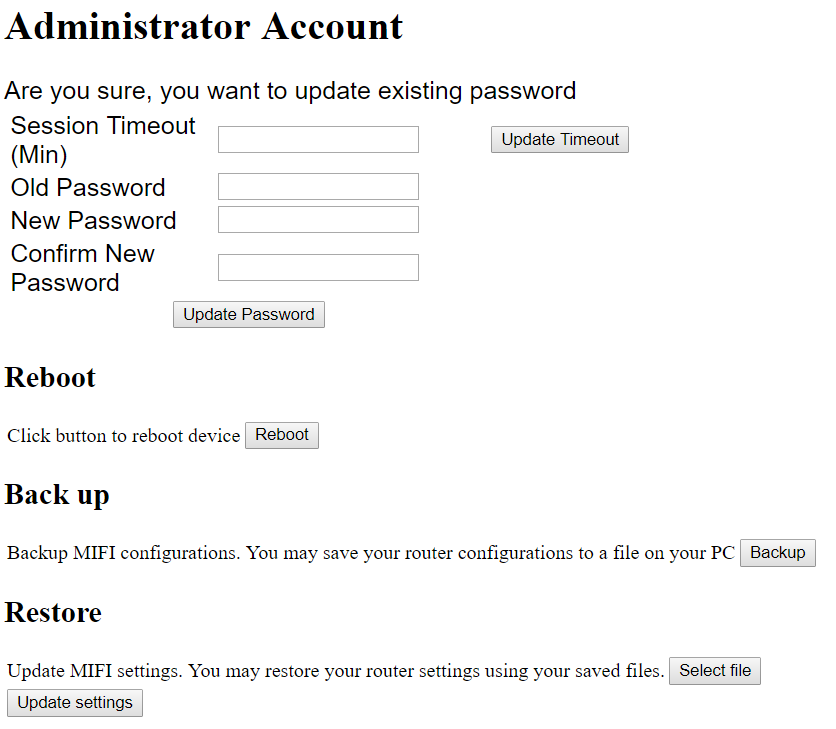 Administrator Account
Are you sure, you want to update existing password
Session Timeout
(Min)
Update Timeout
Old Password
New Password
Confirm New
Password
Update Password
Reboot
Click button to reboot device Reboot
Back up
Backup MIFI configurations. You may save your router configurations to a file on your PC Backup
Restore
Update MIFI settings. You may restore your router settings using your saved files. Select file
Update settings